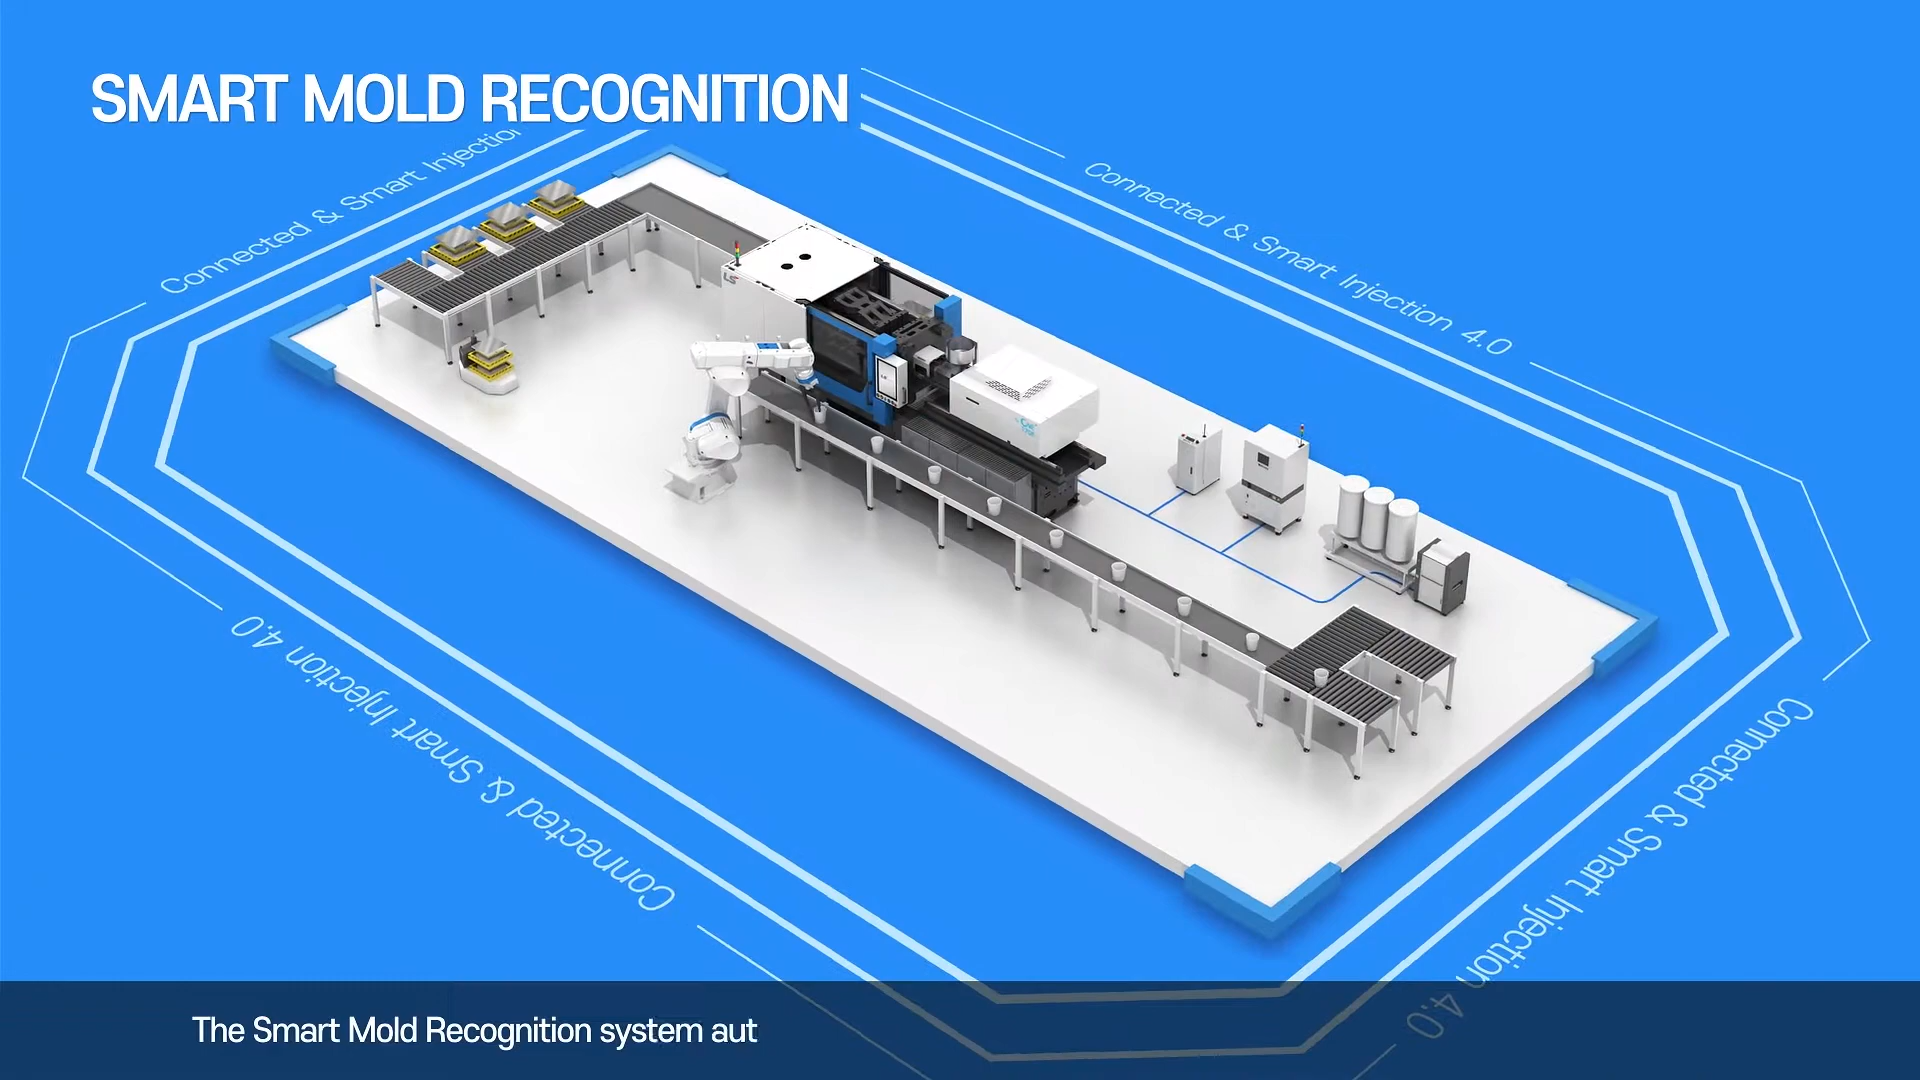 SMART MOLD RECOGNITION
Connected & Smart Injection
Connected & Smart Injection 4.0
Connected & Smart Injection 4.0
Connected & Smart Injection 4.0
LS
The Smart Mold Recognition system aut